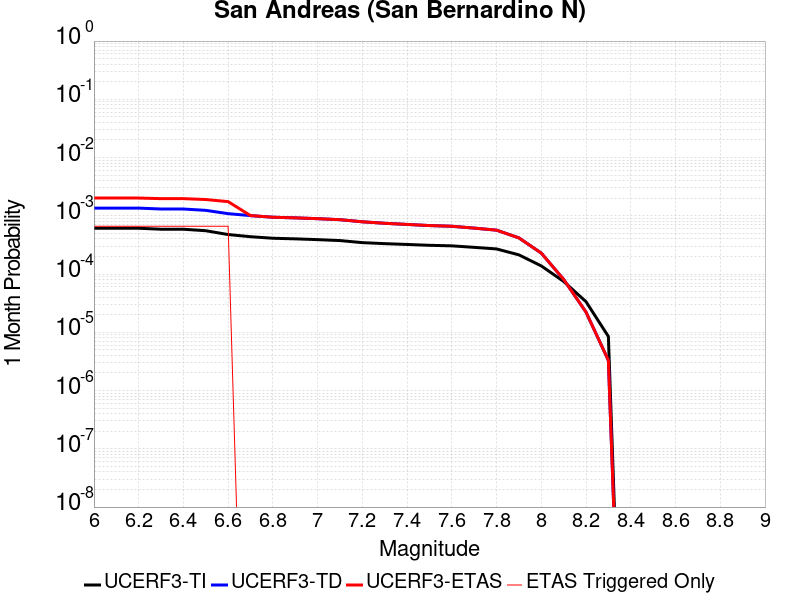 San Andreas (San Bernardino N)
10^0
10^-1
10^-2
10^-3
10^-4
10^-5
10^-6
10^-7
10^-8
1 Month Probability
6 6.2 6.4 6.6 6.8 7 7.2 7.4 7.6 7.8 8 8.2 8.4 8.6 8.8 9
Magnitude
UCERF3-TI UCERF3-TD UCERF3-ETAS ETAS Triggered Only